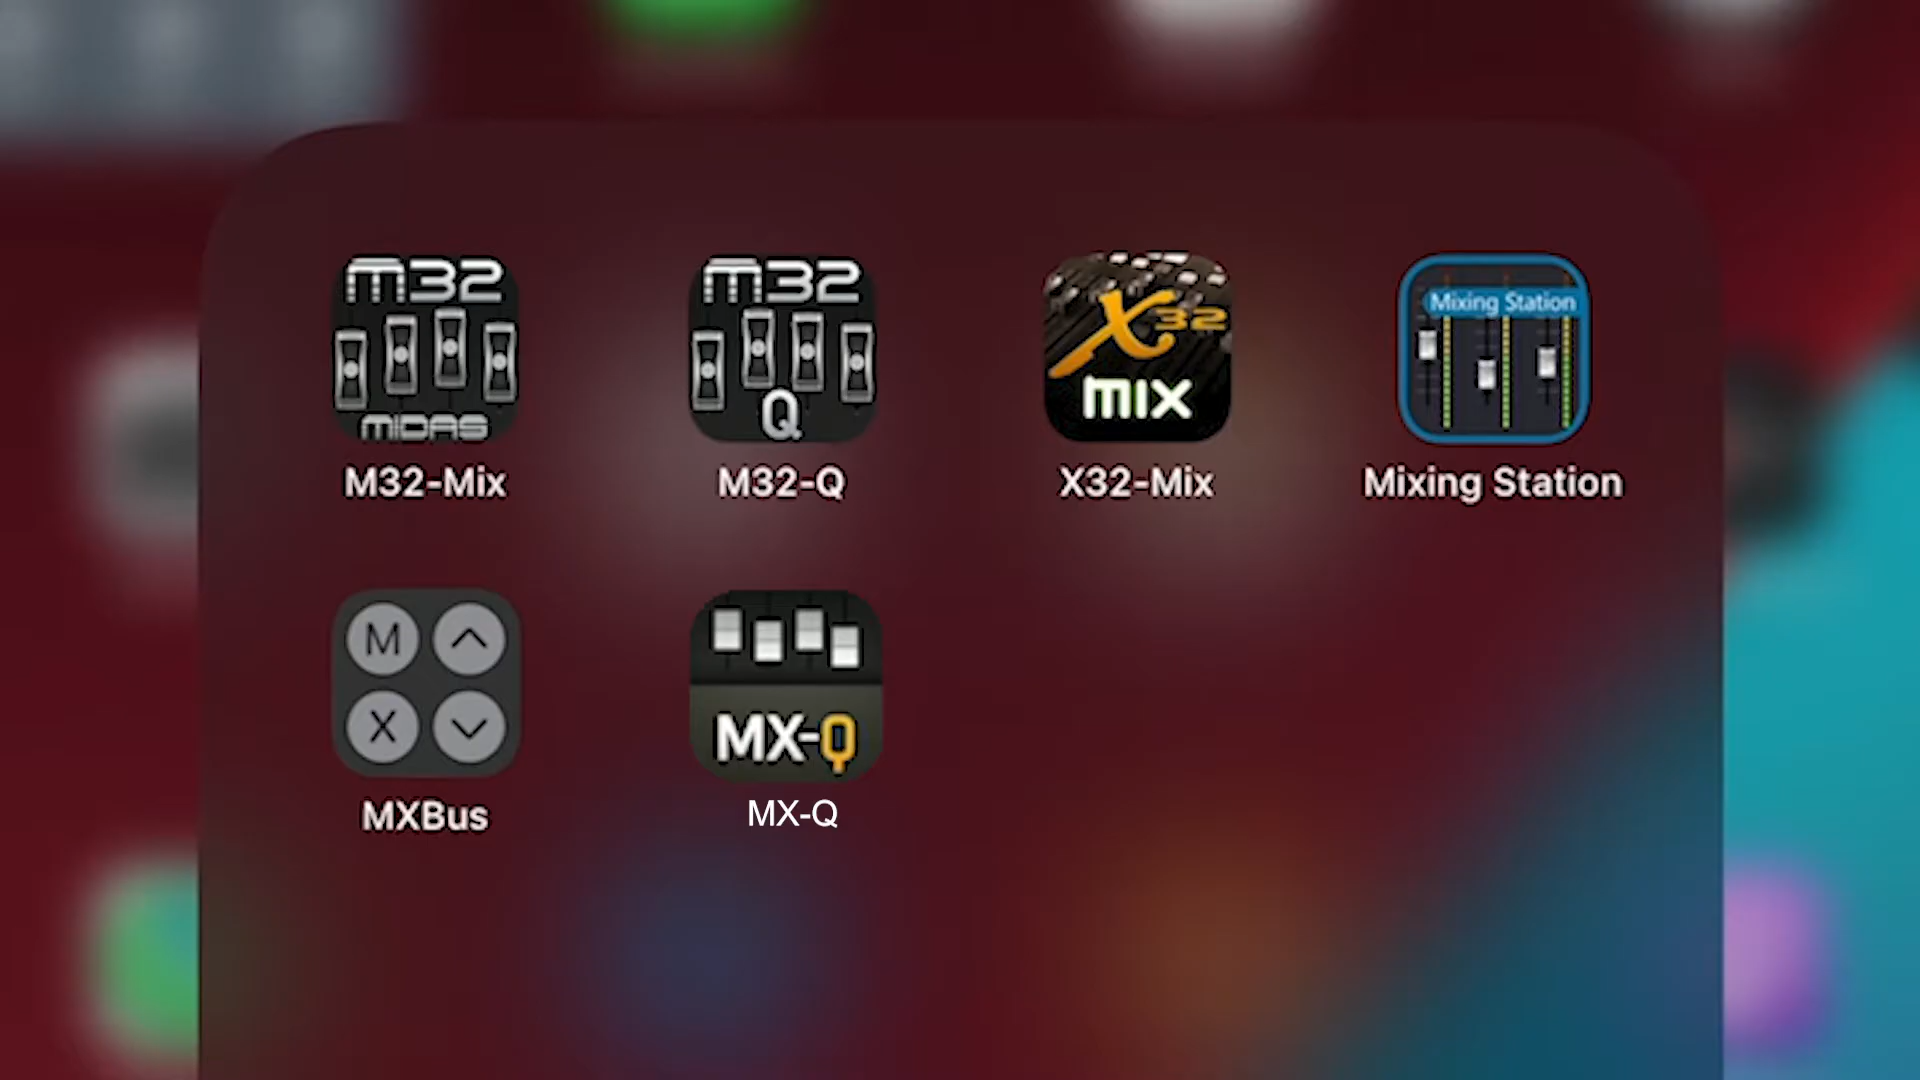 M32
MIDAS
M32-Mix
M32
Q
M32-Q
X32
MIX
X32-Mix
Mixing Station
Mixing Station
M
X
MXBus
MX-Q
MX-Q